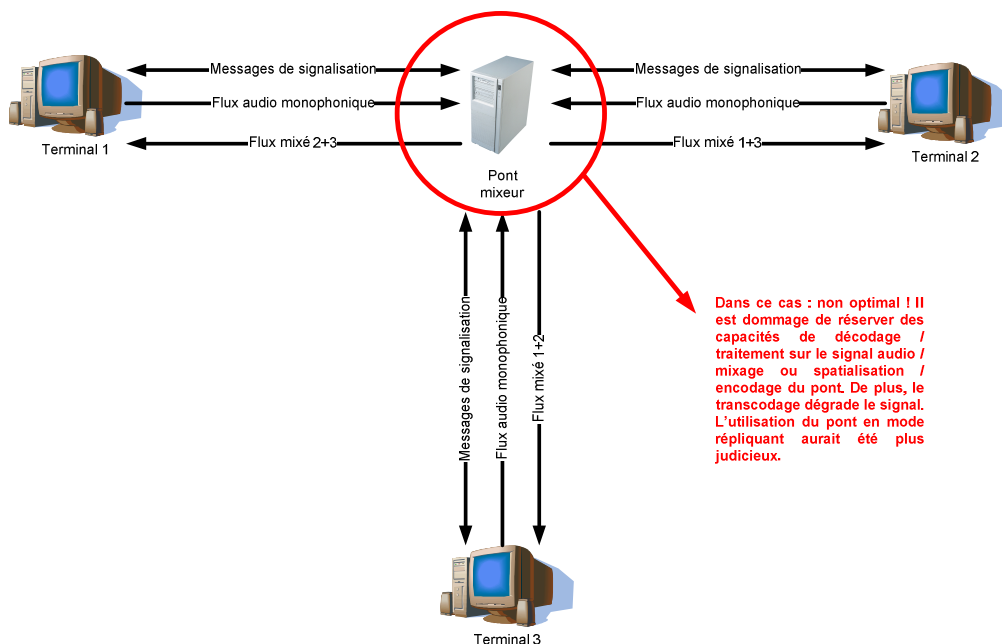 Messages de signalisation
Messages de signalisation
Flux audio monophonique
Flux audio monophonique
Flux mixé 2+3
Flux mixé 1+3
Terminal 1
Terminal 2
Pont
mixeur
Messages de signalisation
Flux audio monophonique
Flux mixé 1+2
Dans ce cas : non optimal ! Il
est dommage de réserver des
capacités de décodage /
traitement sur le signal audio /
mixage ou spatialisation /
encodage du pont. De plus, le
transcodage dégrade le signal.
L'utilisation du pont en mode
répliquant aurait été plus
judicieux.
Terminal 3